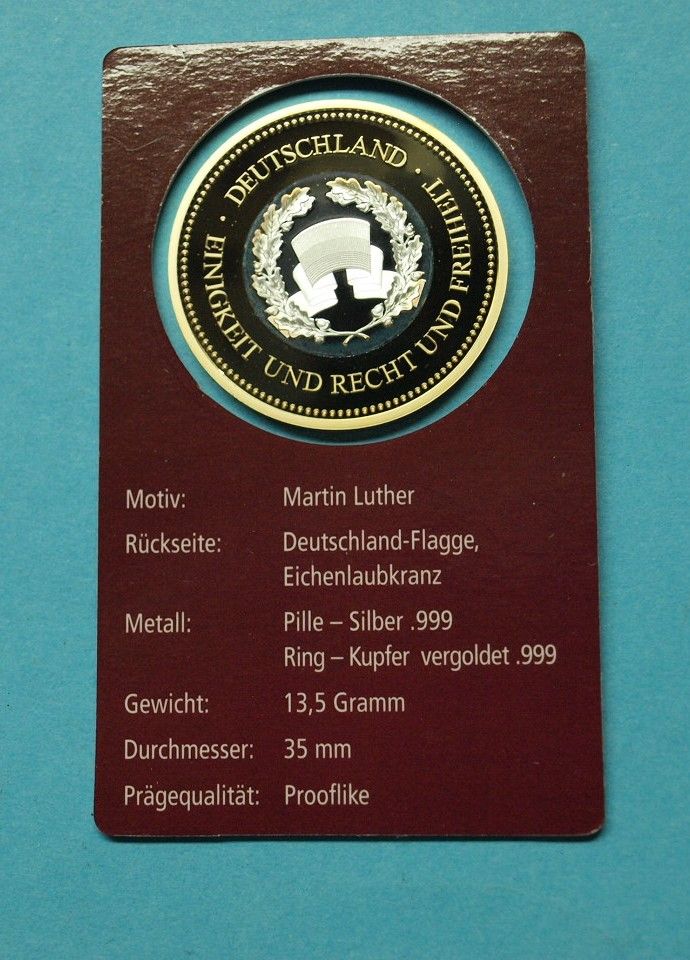 · DEUTSCHLAND ·
EINIGKEIT UND RECHT UND FREIHEIT
Motiv: Martin Luther
Rückseite: Deutschland-Flagge,
Eichenlaubkranz
Metall: Pille – Silber .999
Ring – Kupfer vergoldet .999
Gewicht: 13,5 Gramm
Durchmesser: 35 mm
Prägequalität: Prooflike